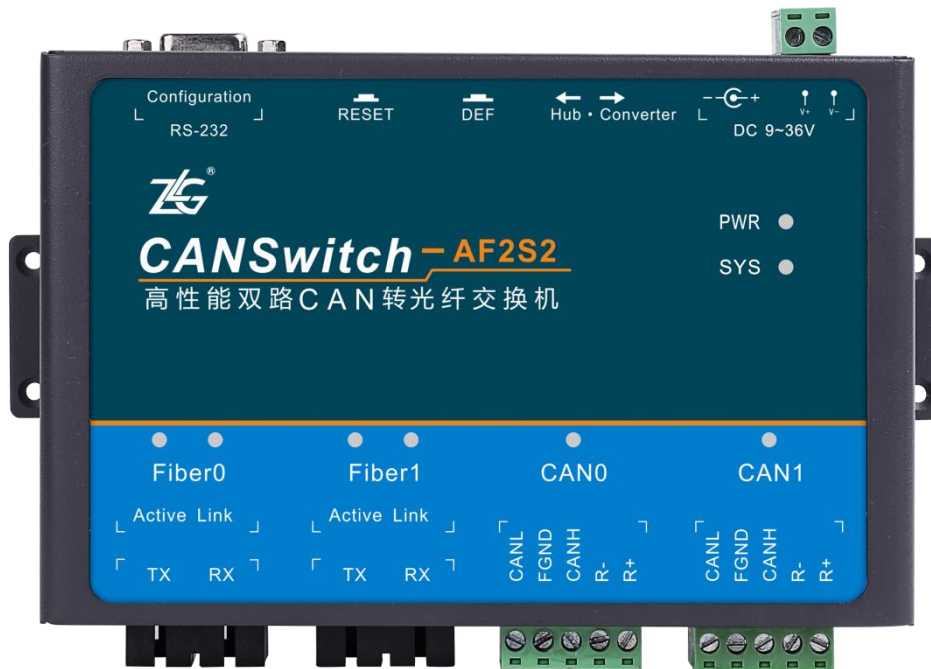 Configuration
RS-232
RESET
DEF
Hub · Converter
− +
V+ V−
DC 9~36V
ZLG®
PWR
CANSwitch − AF2S2
SYS
高性能双路CAN转光纤交换机
Fiber0
Fiber1
CAN0
CAN1
Active Link
Active Link
TX RX
TX RX
CANL
FGND
CANH
R-
R+
CANL
FGND
CANH
R-
R+